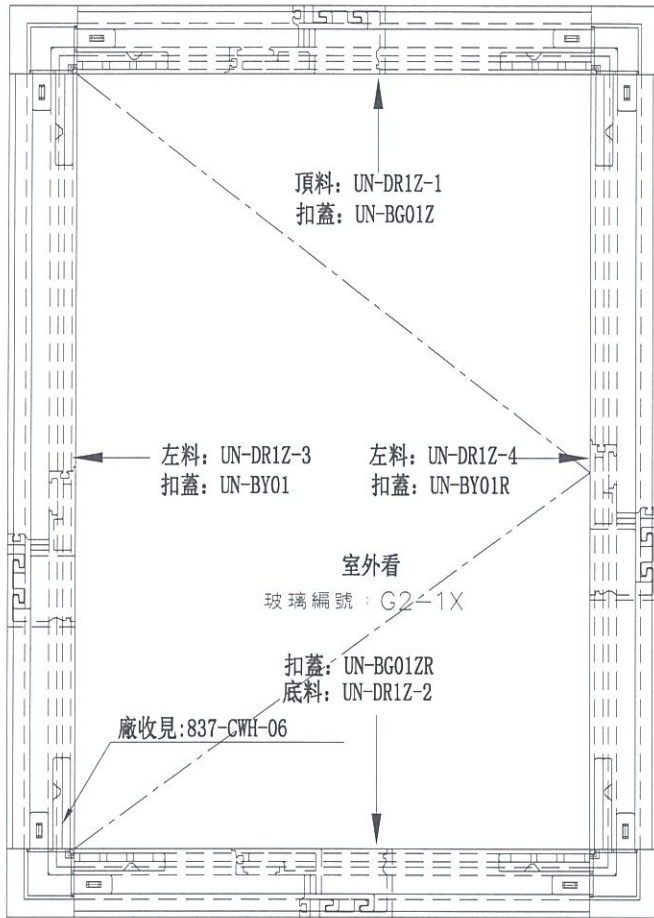 頂料: UN-DR1Z-1
扣蓋: UN-BG01Z
左料: UN-DR1Z-3
扣蓋: UN-BY01
左料: UN-DR1Z-4
扣蓋: UN-BY01R
室外看
玻璃編號：G2-1X
扣蓋: UN-BG01ZR
底料: UN-DR1Z-2
廠收見:837-CWH-06